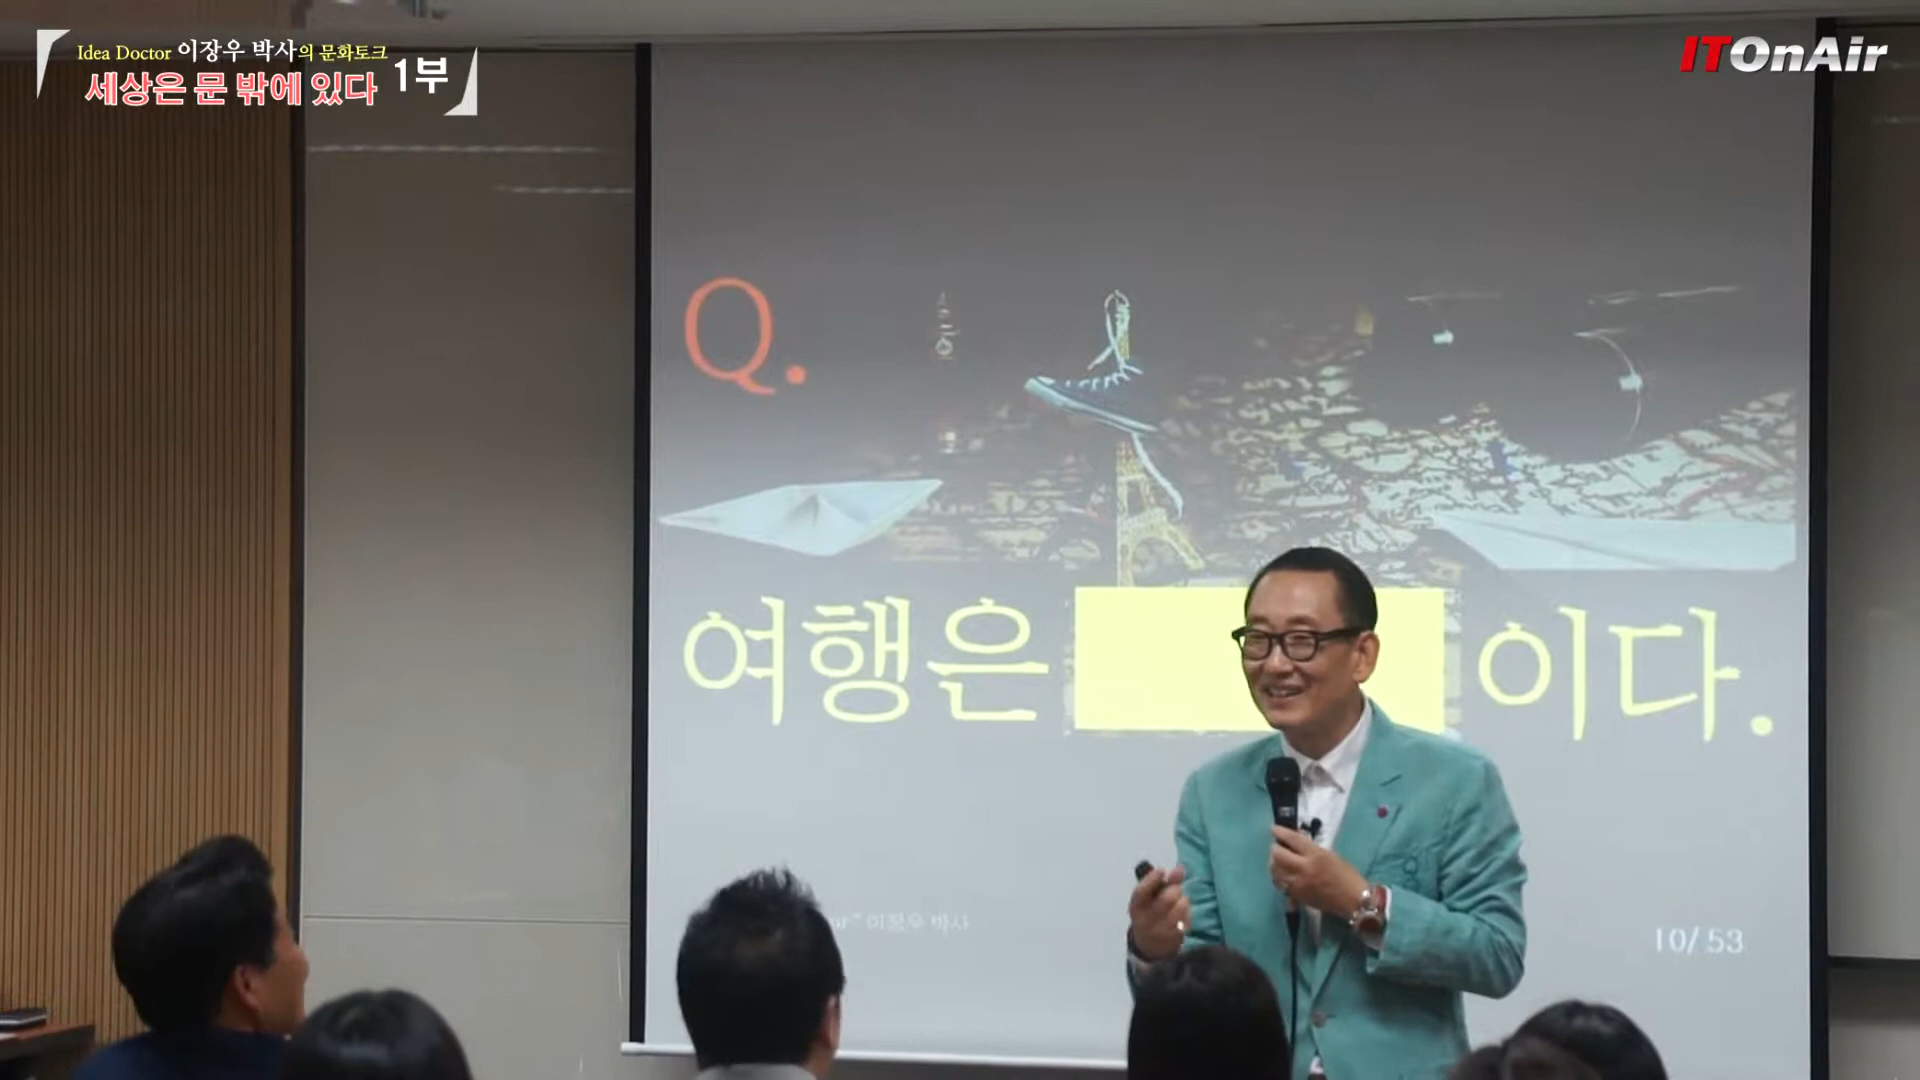 Idea Doctor 이장우 박사의 문화토크
세상은 문 밖에 있다 1부
ITOnAir
Q.
여행은 이다.
이장우 박사
10/ 53